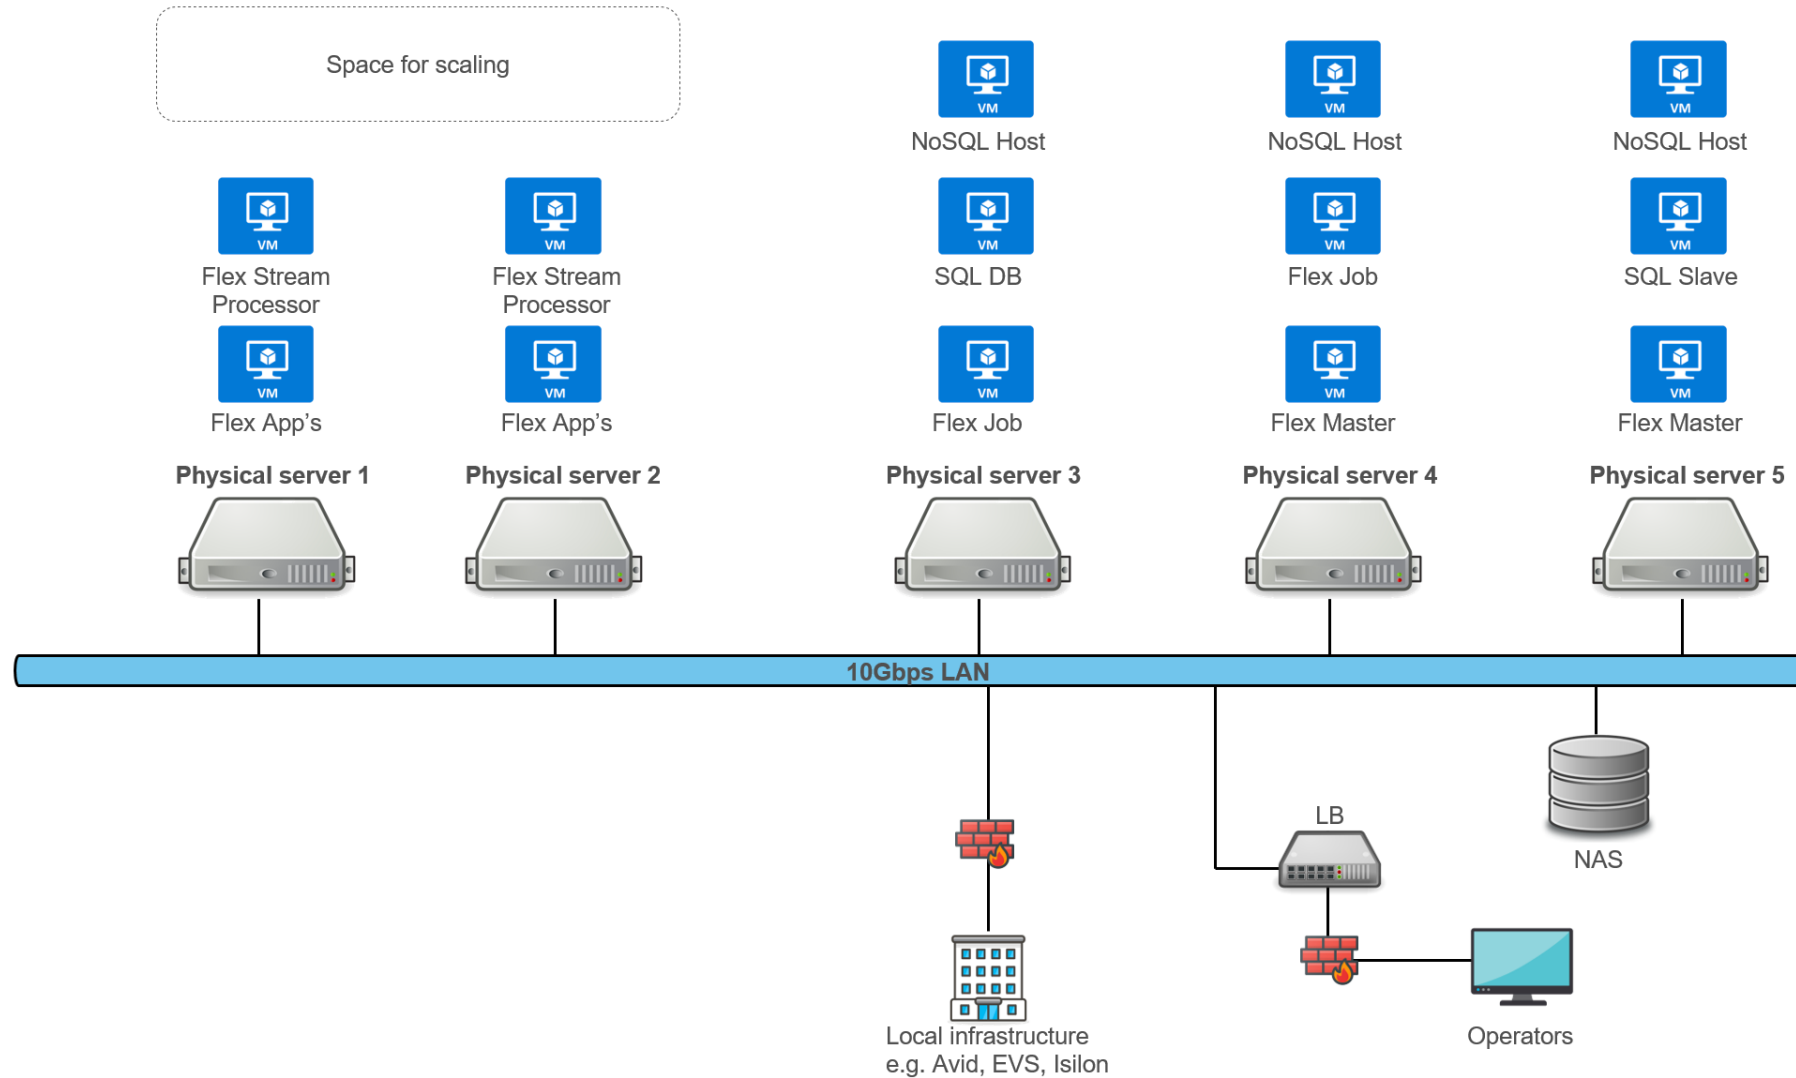 Space for scaling
VM
VM
VM
NoSQL Host
NoSQL Host
NoSQL Host
VM
VM
VM
VM
VM
Flex Stream
Processor
Flex Stream
Processor
SQL DB
Flex Job
SQL Slave
VM
VM
VM
VM
VM
Flex App’s
Flex App’s
Flex Job
Flex Master
Flex Master
Physical server 1
Physical server 2
Physical server 3
Physical server 4
Physical server 5
10Gbps LAN
LB
NAS
Local infrastructure
e.g. Avid, EVS, Isilon
Operators